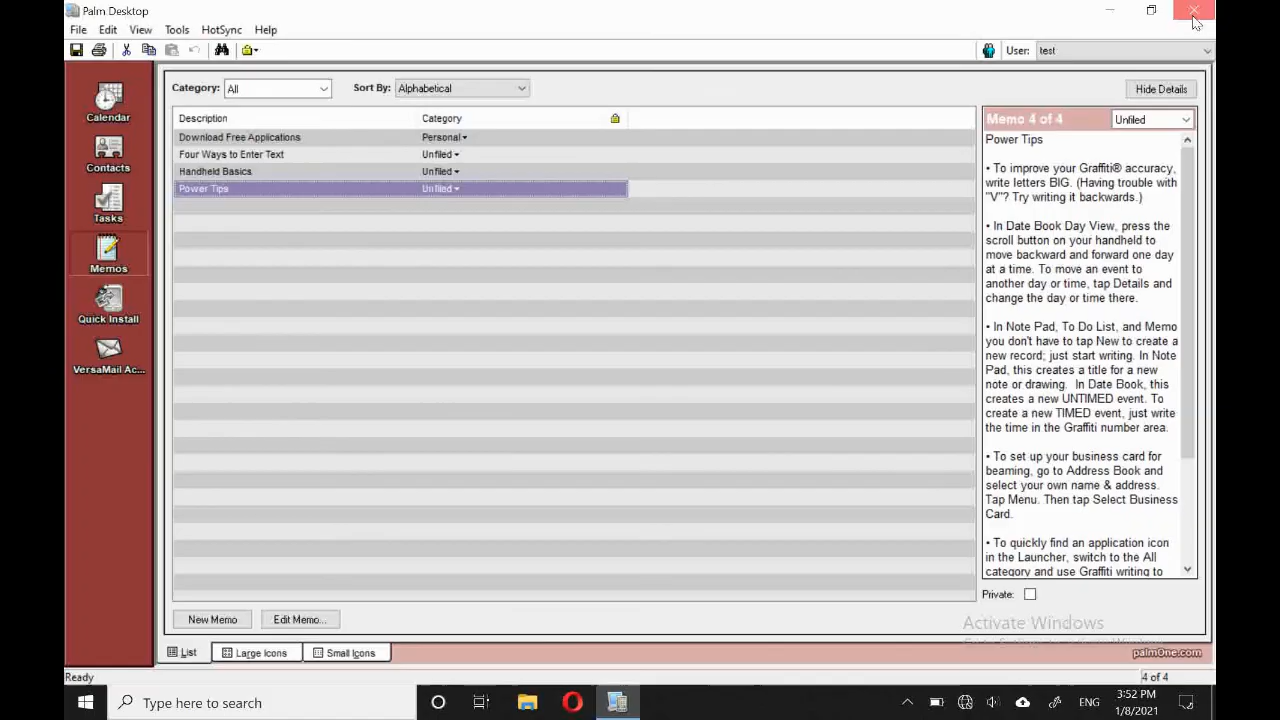 Palm Desktop
File Edit View Tools HotSync Help
User: test
Calendar
Contacts
Tasks
Memos
Quick Install
VersaMail Ac...
Category: All Sort By: Alphabetical Hide Details
Description Category
Download Free Applications Personal
Four Ways to Enter Text Unfiled
Handheld Basics Unfiled
Power Tips Unfiled
Memo 4 of 4 Unfiled
Power Tips
• To improve your Graffiti® accuracy,
write letters BIG. (Having trouble with
"V"? Try writing it backwards.)
• In Date Book Day View, press the
scroll button on your handheld to
move backward and forward one day
at a time. To move an event to
another day or time, tap Details and
change the day or time there.
• In Note Pad, To Do List, and Memo
you don't have to tap New to create a
new record; just start writing. In Note
Pad, this creates a title for a new
note or drawing. In Date Book, this
creates a new UNTIMED event. To
create a new TIMED event, just write
the time in the Graffiti number area.
• To set up your business card for
beaming, go to Address Book and
select your own name & address.
Tap Menu. Then tap Select Business
Card.
• To quickly find an application icon
in the Launcher, switch to the All
category and use Graffiti writing to
Private:
New Memo Edit Memo...
Activate Windows
List Large Icons Small Icons
palmOne.com
Ready 4 of 4
Type here to search
ENG
3:52 PM
1/8/2021